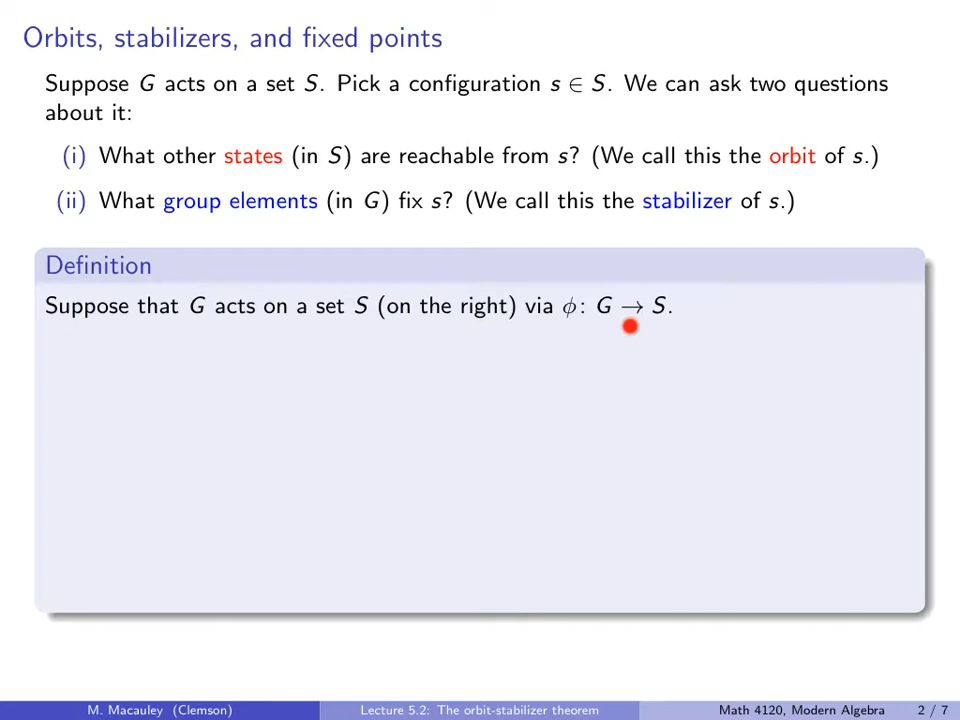 Orbits, stabilizers, and fixed points
Suppose G acts on a set S. Pick a configuration s ∈ S. We can ask two questions
about it:
(i) What other states (in S) are reachable from s? (We call this the orbit of s.)
(ii) What group elements (in G) fix s? (We call this the stabilizer of s.)
Definition
Suppose that G acts on a set S (on the right) via ϕ: G → S.
M. Macauley (Clemson) Lecture 5.2: The orbit-stabilizer theorem Math 4120, Modern Algebra 2 / 7